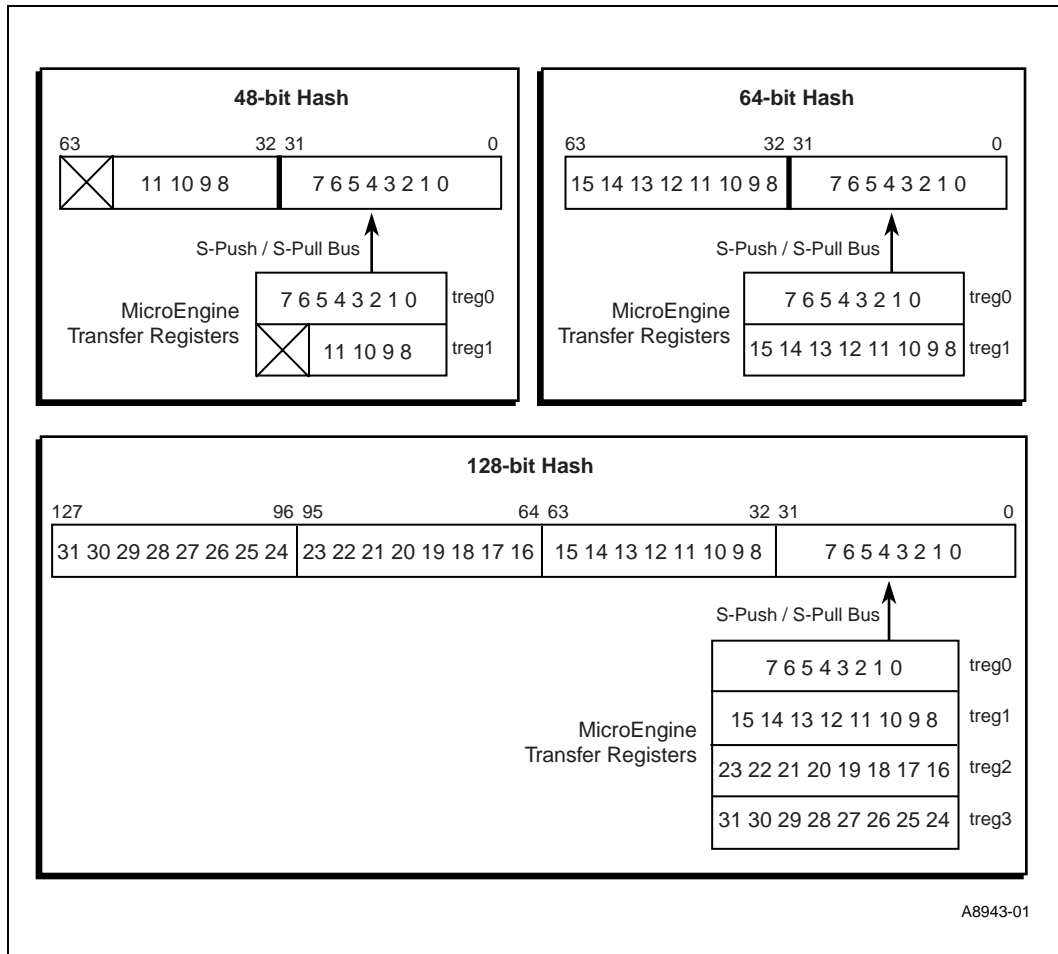 48-bit Hash
63 32 31 0
11 10 9 8 7 6 5 4 3 2 1 0
S-Push / S-Pull Bus
MicroEngine
Transfer Registers
7 6 5 4 3 2 1 0 treg0
11 10 9 8 treg1
64-bit Hash
63 32 31 0
15 14 13 12 11 10 9 8 7 6 5 4 3 2 1 0
S-Push / S-Pull Bus
MicroEngine
Transfer Registers
7 6 5 4 3 2 1 0 treg0
15 14 13 12 11 10 9 8 treg1
128-bit Hash
127 96 95 64 63 32 31 0
31 30 29 28 27 26 25 24 23 22 21 20 19 18 17 16 15 14 13 12 11 10 9 8 7 6 5 4 3 2 1 0
S-Push / S-Pull Bus
MicroEngine
Transfer Registers
7 6 5 4 3 2 1 0 treg0
15 14 13 12 11 10 9 8 treg1
23 22 21 20 19 18 17 16 treg2
31 30 29 28 27 26 25 24 treg3
A8943-01